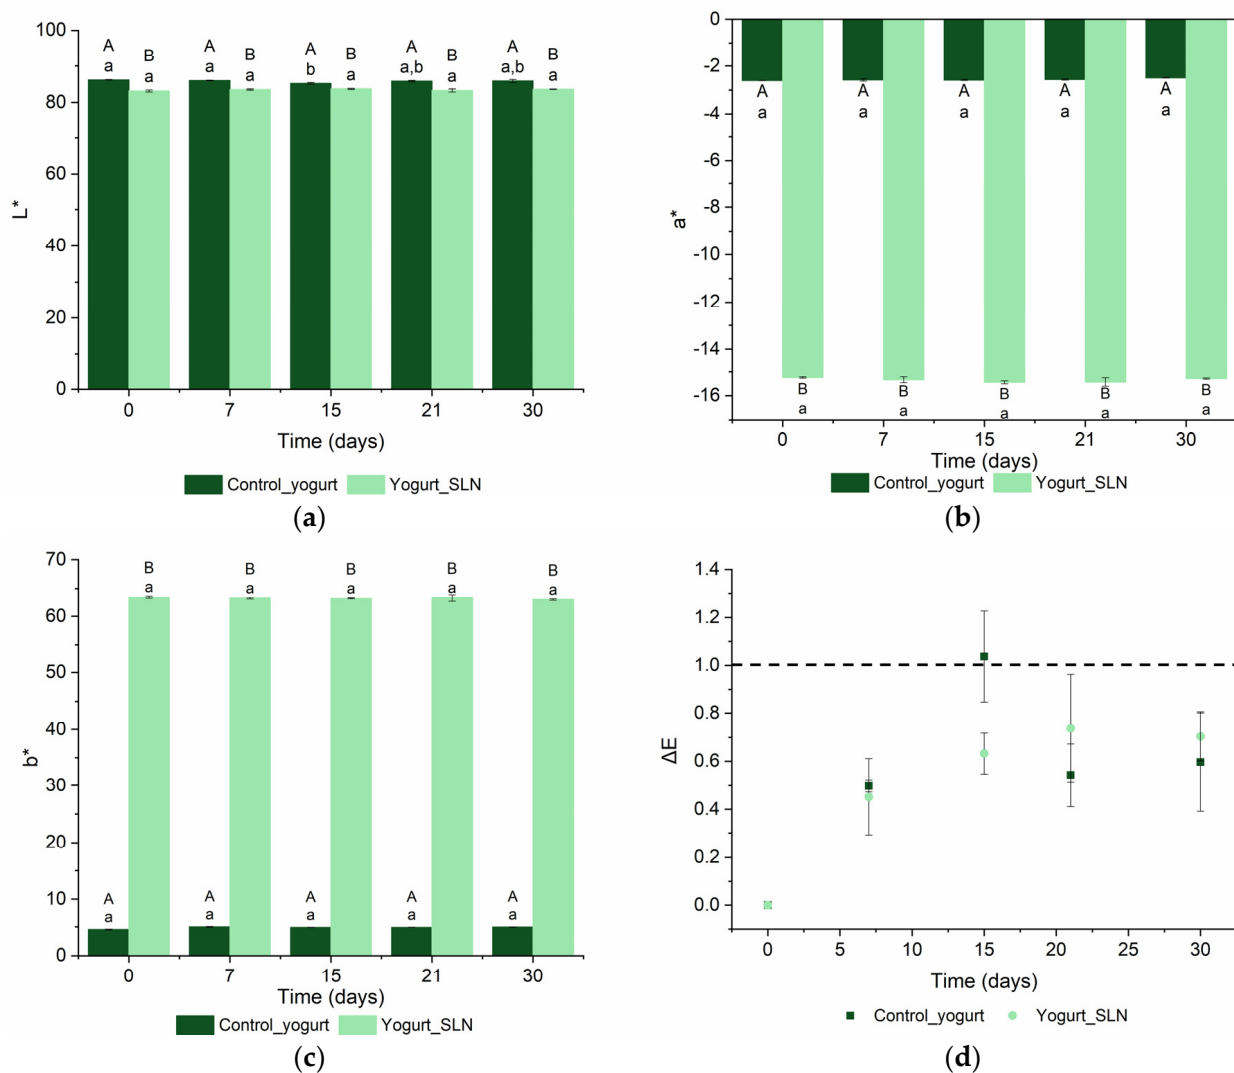 100
A
B
A
B
A
B
A
B
A
B
a
a
a
a
b
a
a,b
a
a,b
a
80
60
L*
40
20
0
0
7
15
21
30
Time (days)
Control_yogurt
Yogurt_SLN
(a)
0
-2
A
A
A
A
A
a
a
a
a
a
-4
-6
-8
a*
-10
-12
-14
-16
B
B
B
B
B
a
a
a
a
a
0
7
15
21
30
Time (days)
Control_yogurt
Yogurt_SLN
(b)
70
B
B
B
B
B
a
a
a
a
a
60
50
40
b*
30
20
10
A
A
A
A
A
a
a
a
a
a
0
0
7
15
21
30
Time (days)
Control_yogurt
Yogurt_SLN
(c)
1.4
1.2
1.0
0.8
ΔE
0.6
0.4
0.2
0.0
0
5
10
15
20
25
30
Time (days)
Control_yogurt
Yogurt_SLN
(d)